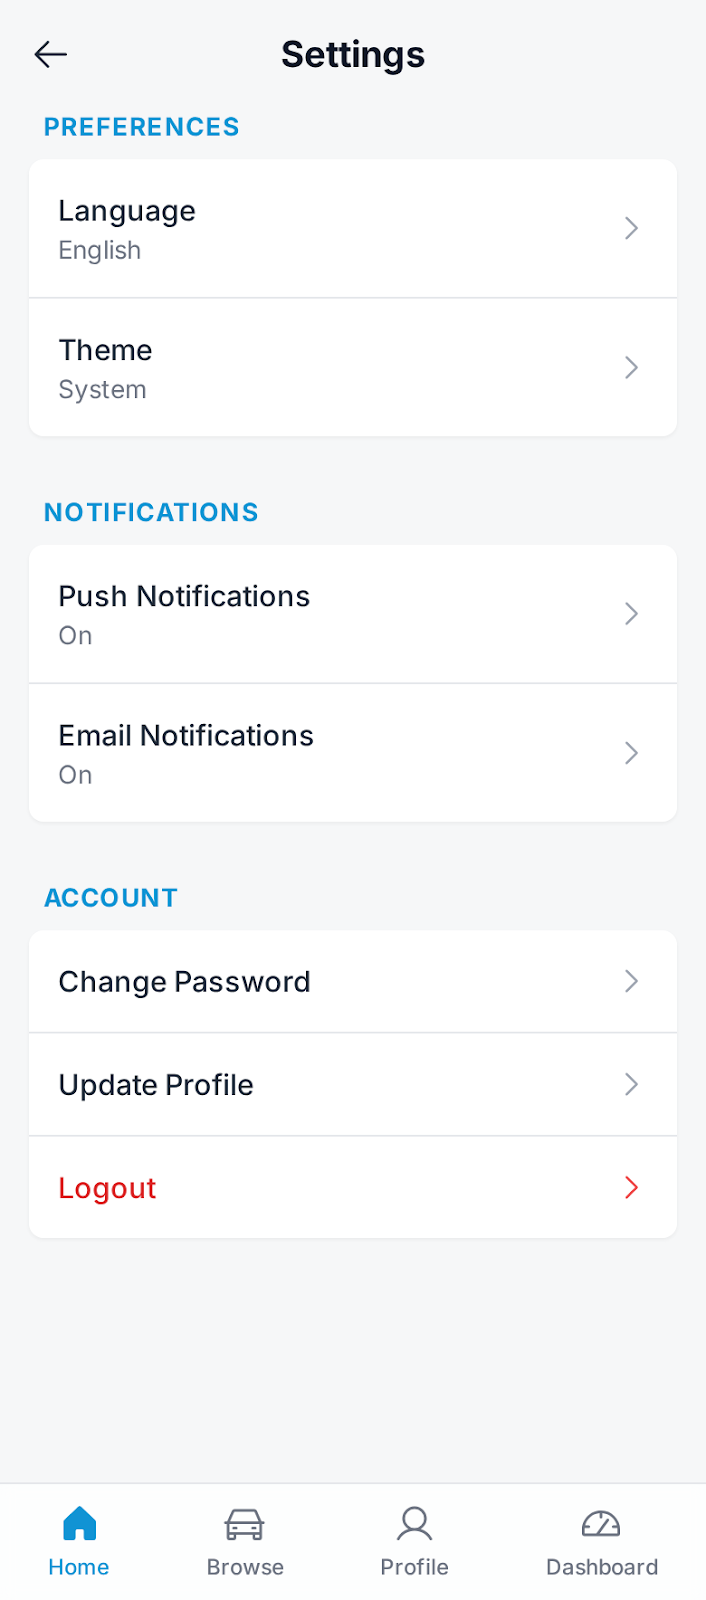 Settings
PREFERENCES
Language
English
Theme
System
NOTIFICATIONS
Push Notifications
On
Email Notifications
On
ACCOUNT
Change Password
Update Profile
Logout
Home Browse Profile Dashboard